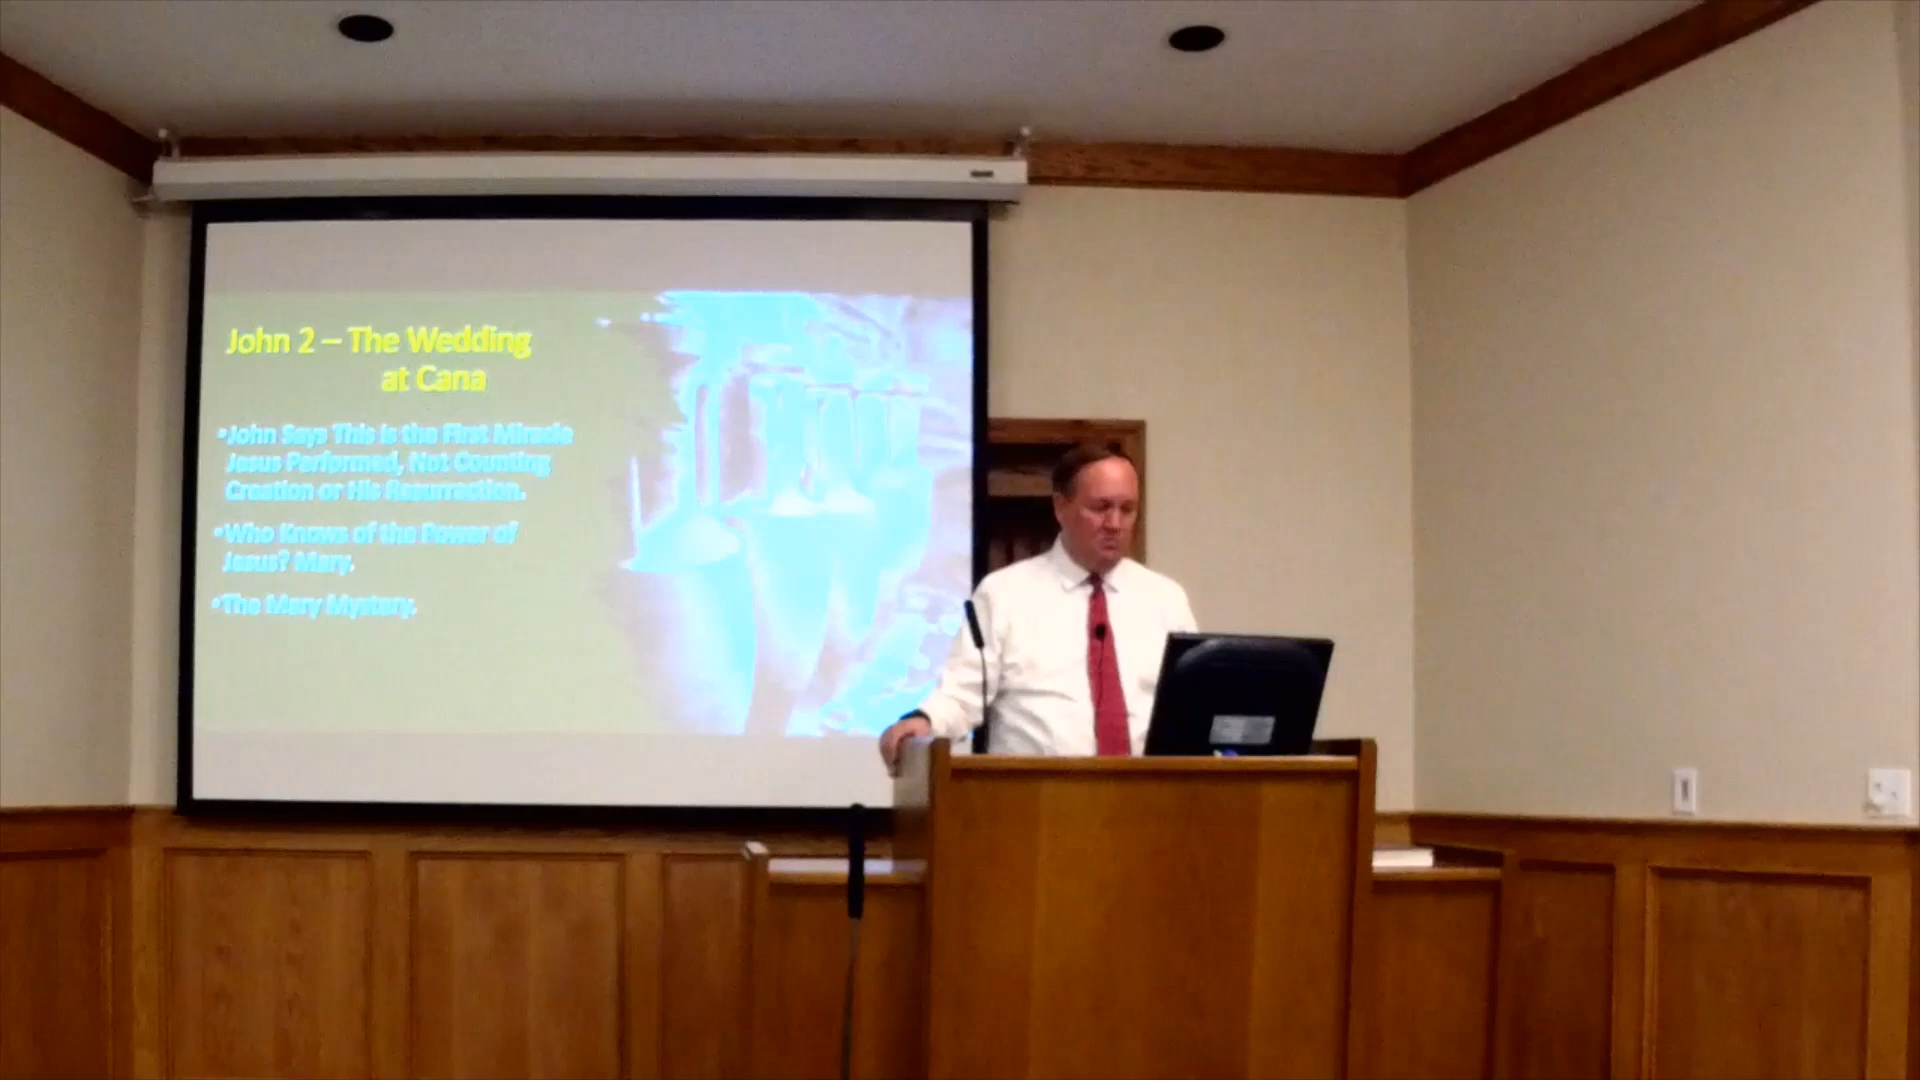 John 2 – The Wedding
at Cana
•John Says This is the First Miracle
Jesus Performed, Not Counting
Creation or His Resurrection.
•Who Knows of the Power of
Jesus? Mary.
•The Mary Mystery.